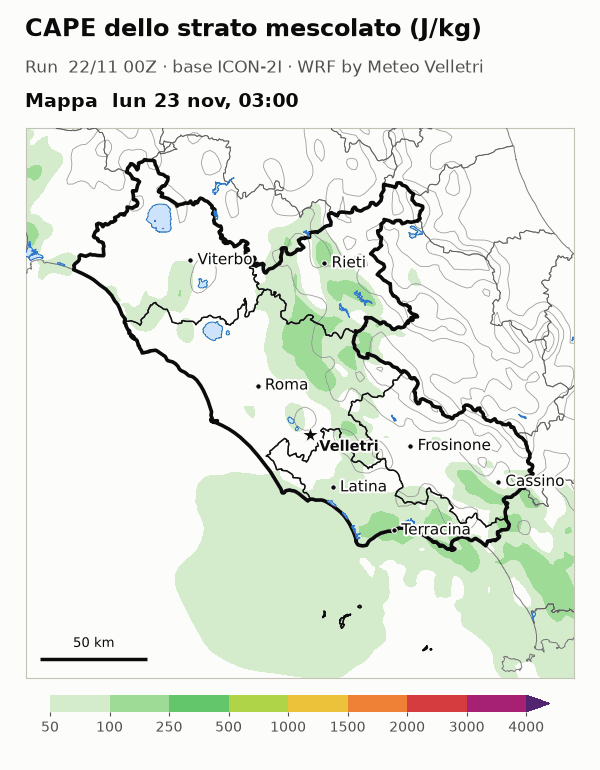 CAPE dello strato mescolato (J/kg)
Run  22/11 00Z · base ICON-2I · WRF by Meteo Velletri
Mappa  lun 23 nov, 03:00
Viterbo
Rieti
Roma
Velletri
Frosinone
Cassino
Latina
Terracina
50 km
50 100 250 500 1000 1500 2000 3000 4000